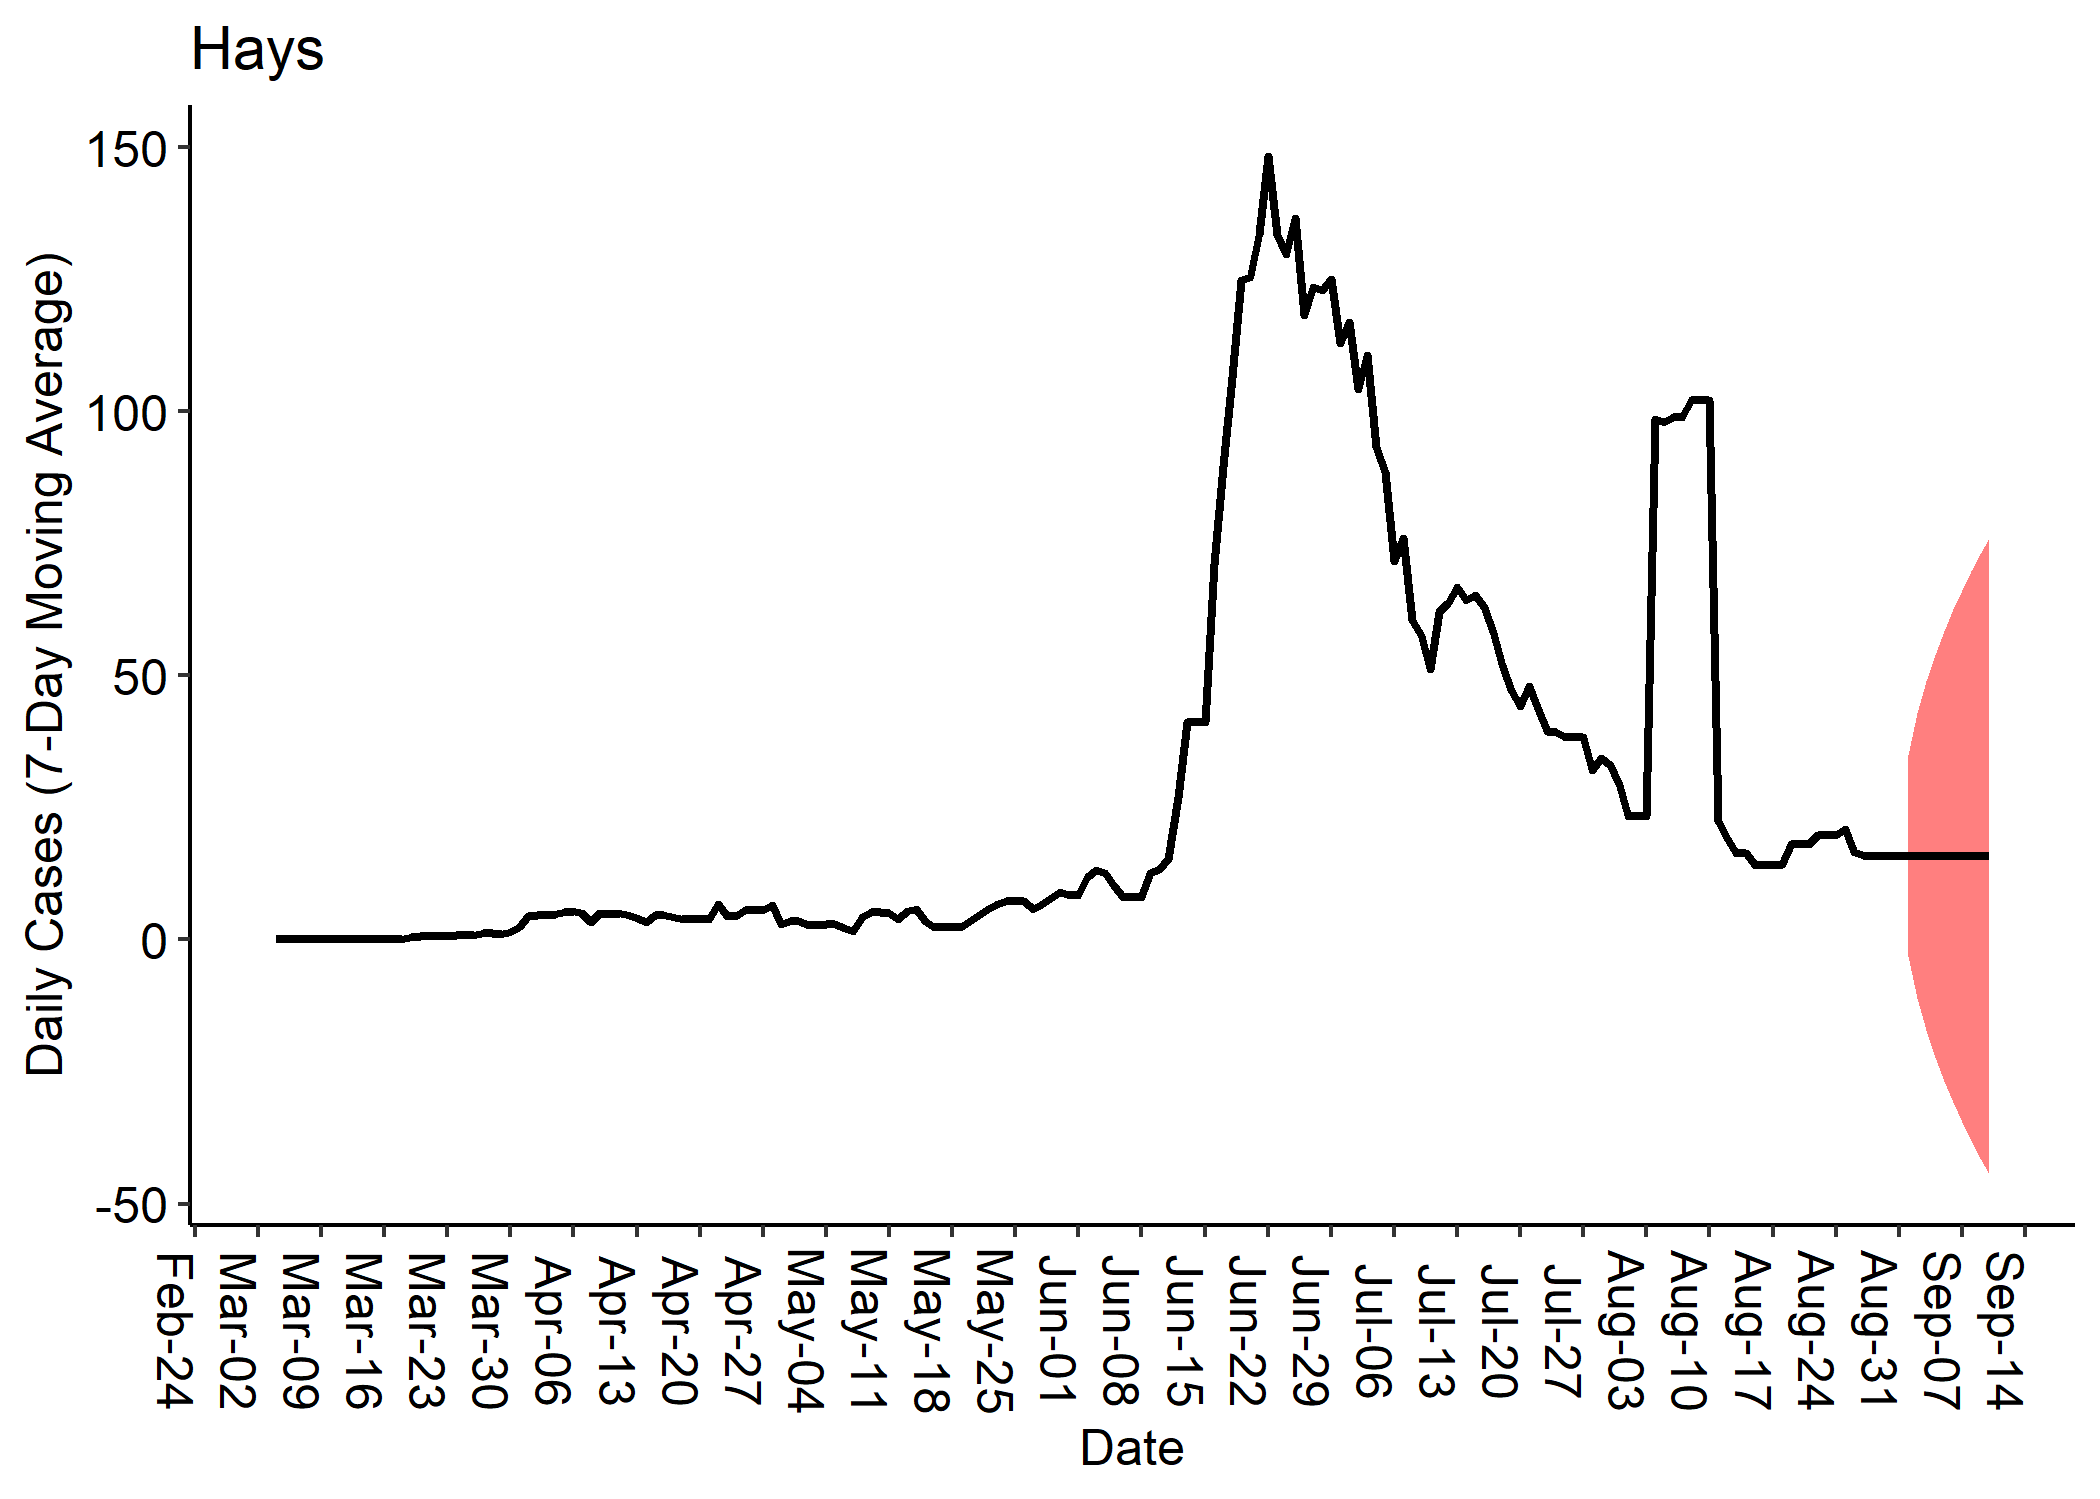 Hays
Daily Cases (7-Day Moving Average)
150
100
50
0
-50
Feb-24
Mar-02
Mar-09
Mar-16
Mar-23
Mar-30
Apr-06
Apr-13
Apr-20
Apr-27
May-04
May-11
May-18
May-25
Jun-01
Jun-08
Jun-15
Jun-22
Jun-29
Jul-06
Jul-13
Jul-20
Jul-27
Aug-03
Aug-10
Aug-17
Aug-24
Aug-31
Sep-07
Sep-14
Date